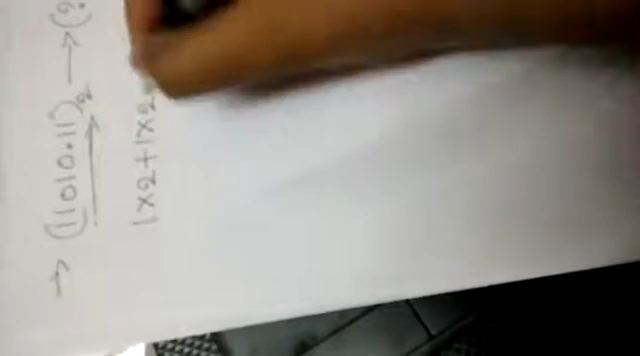 → (11010.11)₂ → (?
1×2+1×2